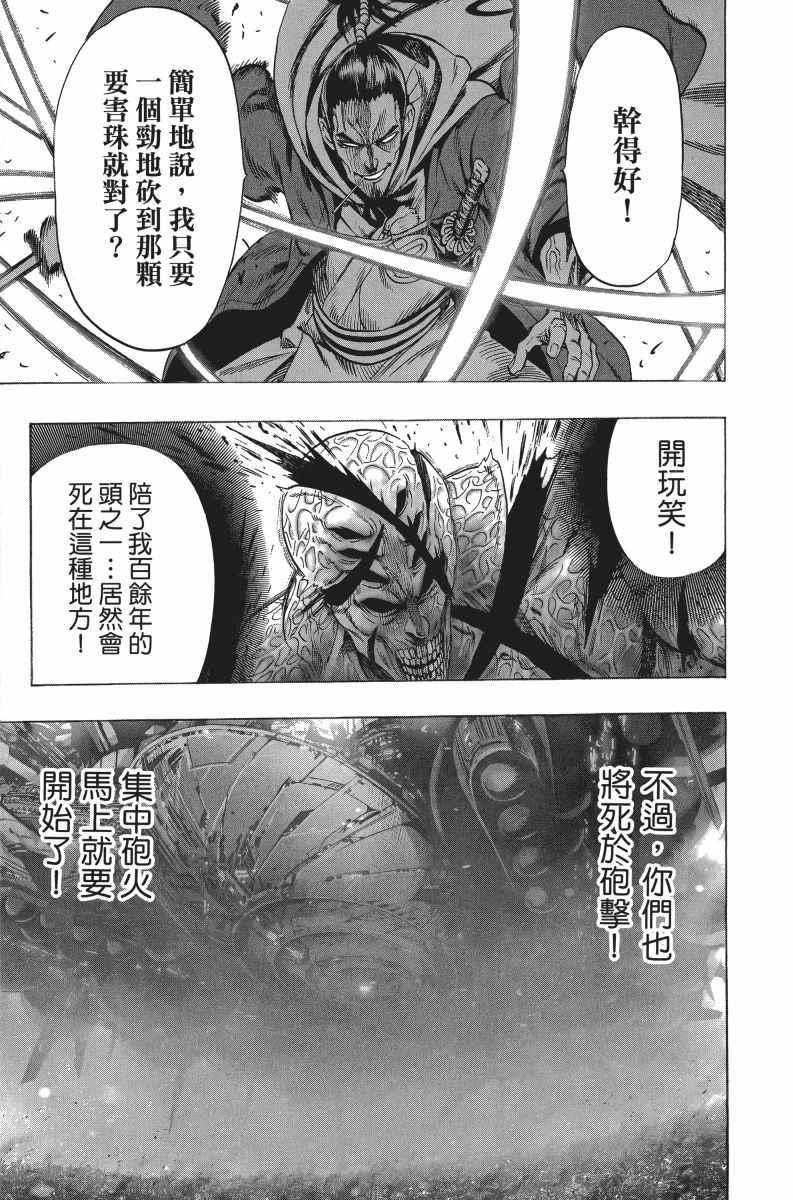 幹得好！
簡單地說，我只要
一個勁地砍到那顆
要害珠就對了？
開玩笑！
陪了我百餘年的
頭之一…居然會
死在這種地方！
不過，你們也
將死於砲擊！
集中砲火
馬上就要
開始了！